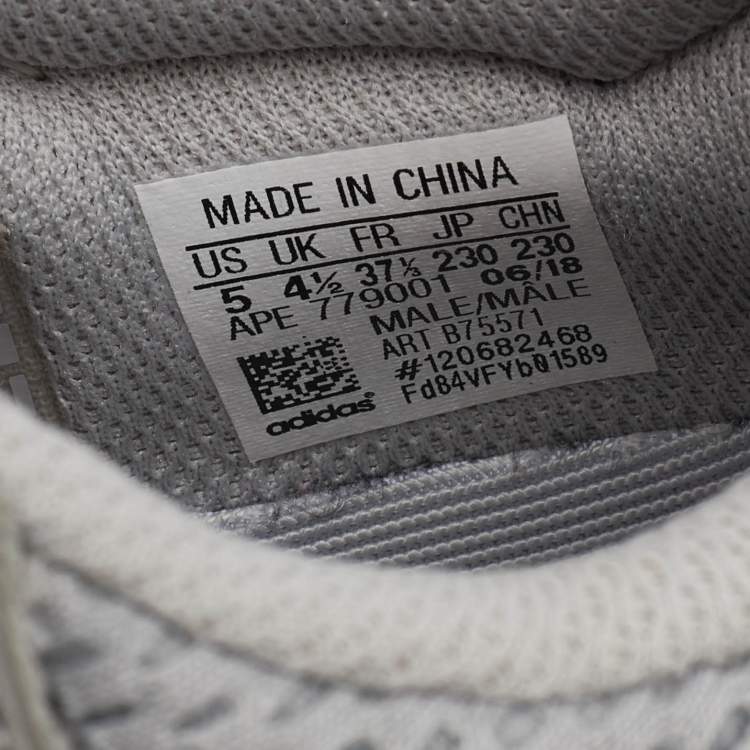 MADE IN CHINA
US UK FR JP CHN
5 4½ 37⅓ 230 230
APE 779001 06/18
MALE/MÂLE
ART B75571
#120682468
Fd84VFYbQ1589
adidas